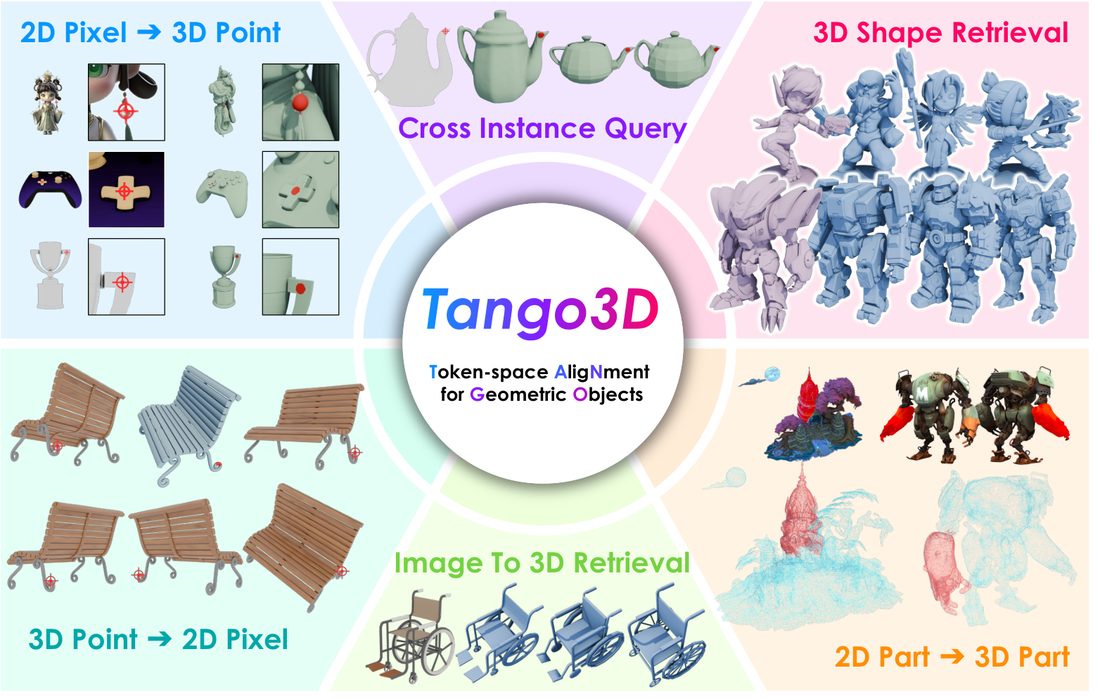 2D Pixel ➔ 3D Point
Cross Instance Query
3D Shape Retrieval
Tango3D
Token-space AligNment
for Geometric Objects
3D Point ➔ 2D Pixel
Image To 3D Retrieval
2D Part ➔ 3D Part
M